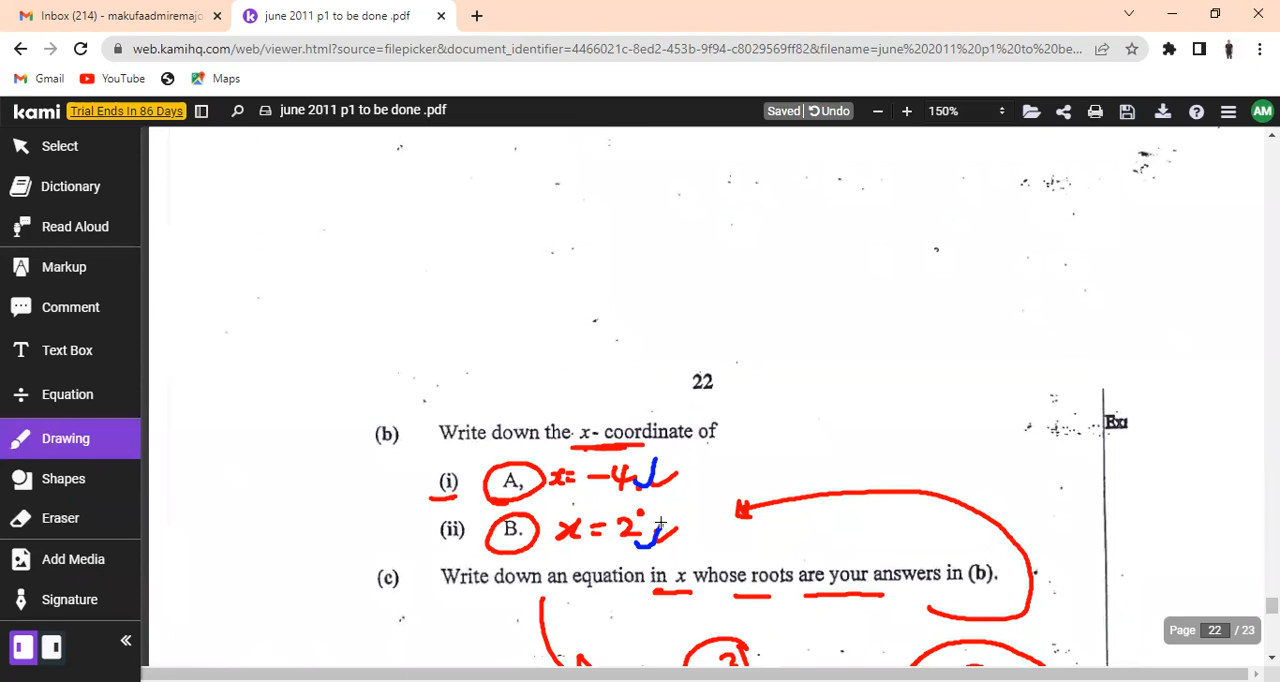 Inbox (214) - makufaadmiremajo
june 2011 p1 to be done .pdf
web.kamihq.com/web/viewer.html?source=filepicker&document_identifier=4466021c-8ed2-453b-9f94-c8029569ff82&filename=june%202011%20p1%20to%20be...
Gmail YouTube Maps
kami Trial Ends In 86 Days june 2011 p1 to be done .pdf Saved Undo 150% AM
Select
Dictionary
Read Aloud
Markup
Comment
Text Box
Equation
Drawing
Shapes
Eraser
Add Media
Signature
22
Exa
(b) Write down the x- coordinate of
(i) A, x = -4
(ii) B. x = 2
(c) Write down an equation in x whose roots are your answers in (b).
Page 22 / 23